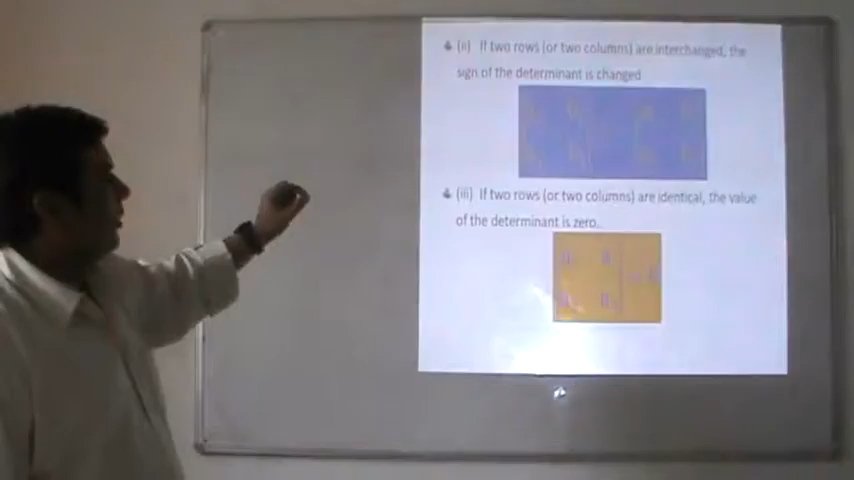 (ii) If two rows (or two columns) are interchanged, the
sign of the determinant is changed
(iii) If two rows (or two columns) are identical, the value
of the determinant is zero.